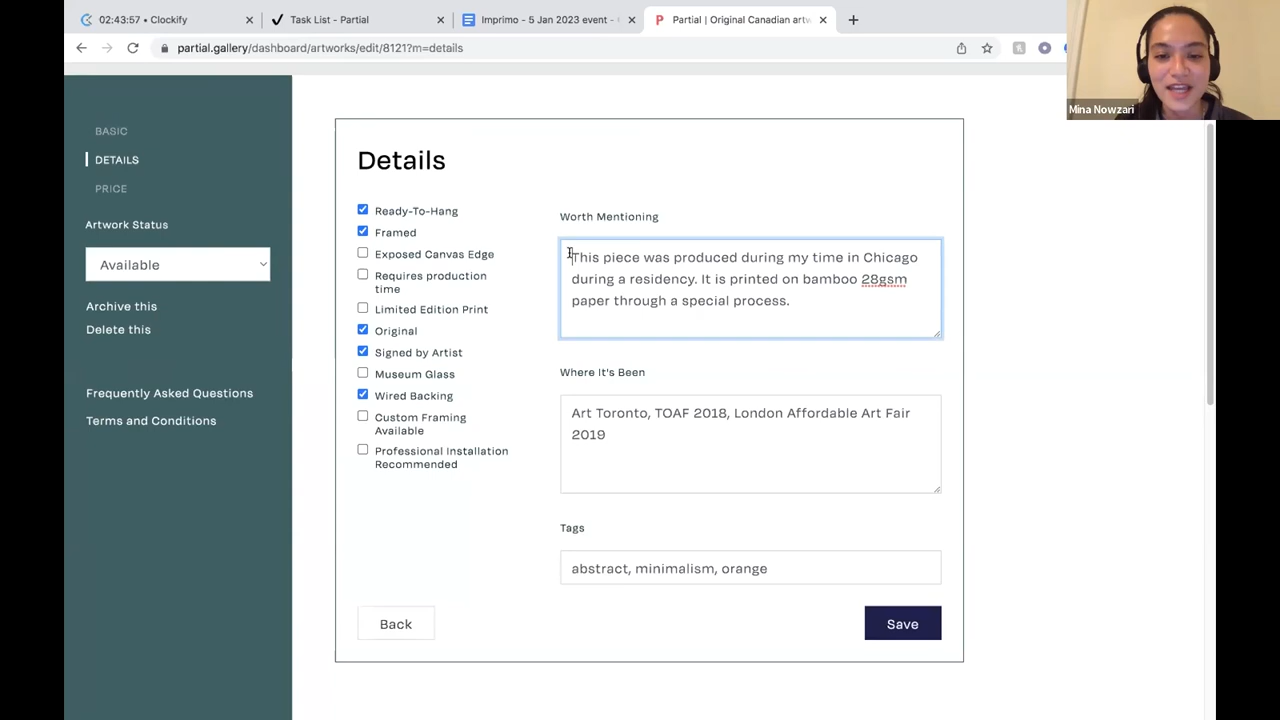 02:43:57 • Clockify
Task List - Partial
Imprimo - 5 Jan 2023 event -
Partial | Original Canadian artw
partial.gallery/dashboard/artworks/edit/8121?m=details
Mina Nowzari
BASIC
DETAILS
PRICE
Artwork Status
Available
Archive this
Delete this
Frequently Asked Questions
Terms and Conditions
Details
Ready-To-Hang
Framed
Exposed Canvas Edge
Requires production
time
Limited Edition Print
Original
Signed by Artist
Museum Glass
Wired Backing
Custom Framing
Available
Professional Installation
Recommended
Worth Mentioning
This piece was produced during my time in Chicago
during a residency. It is printed on bamboo 28gsm
paper through a special process.
Where It's Been
Art Toronto, TOAF 2018, London Affordable Art Fair
2019
Tags
abstract, minimalism, orange
Back
Save